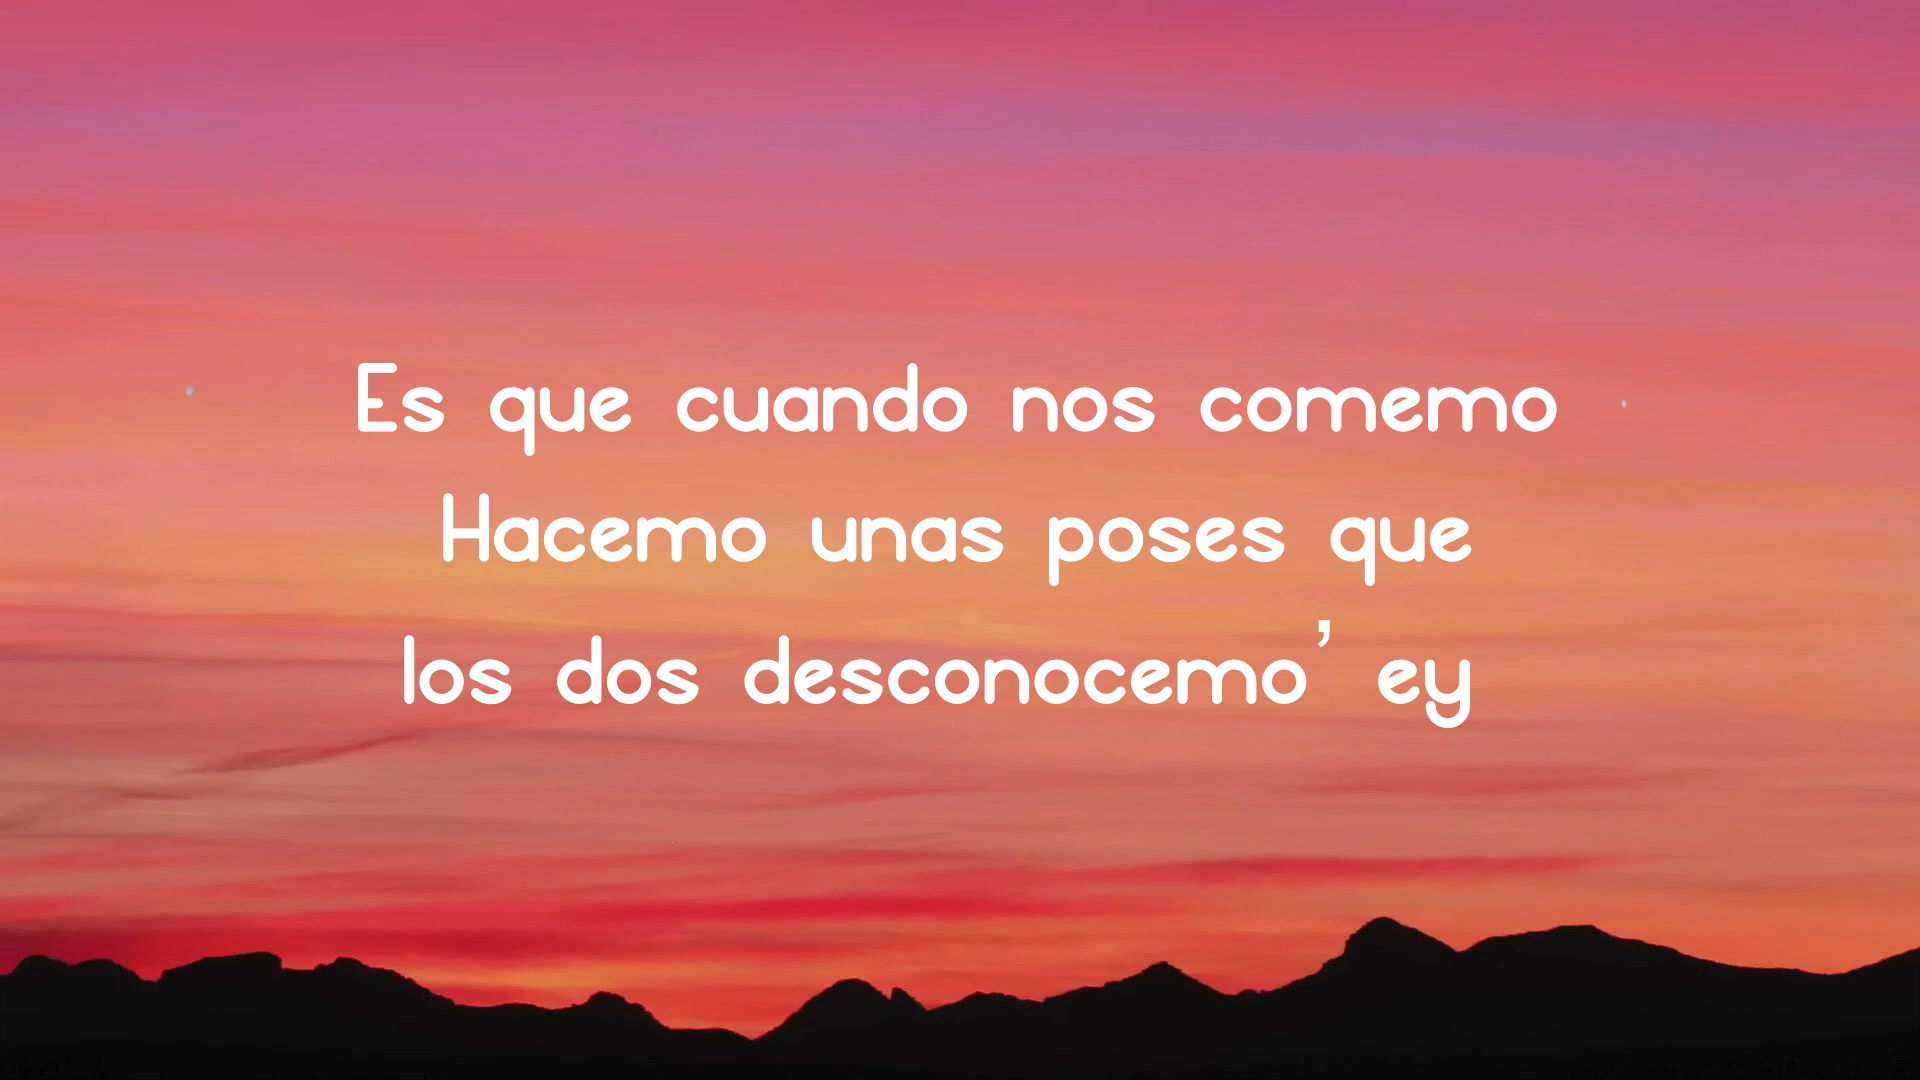 Es que cuando nos comemo
Hacemo unas poses que
los dos desconocemo’ ey